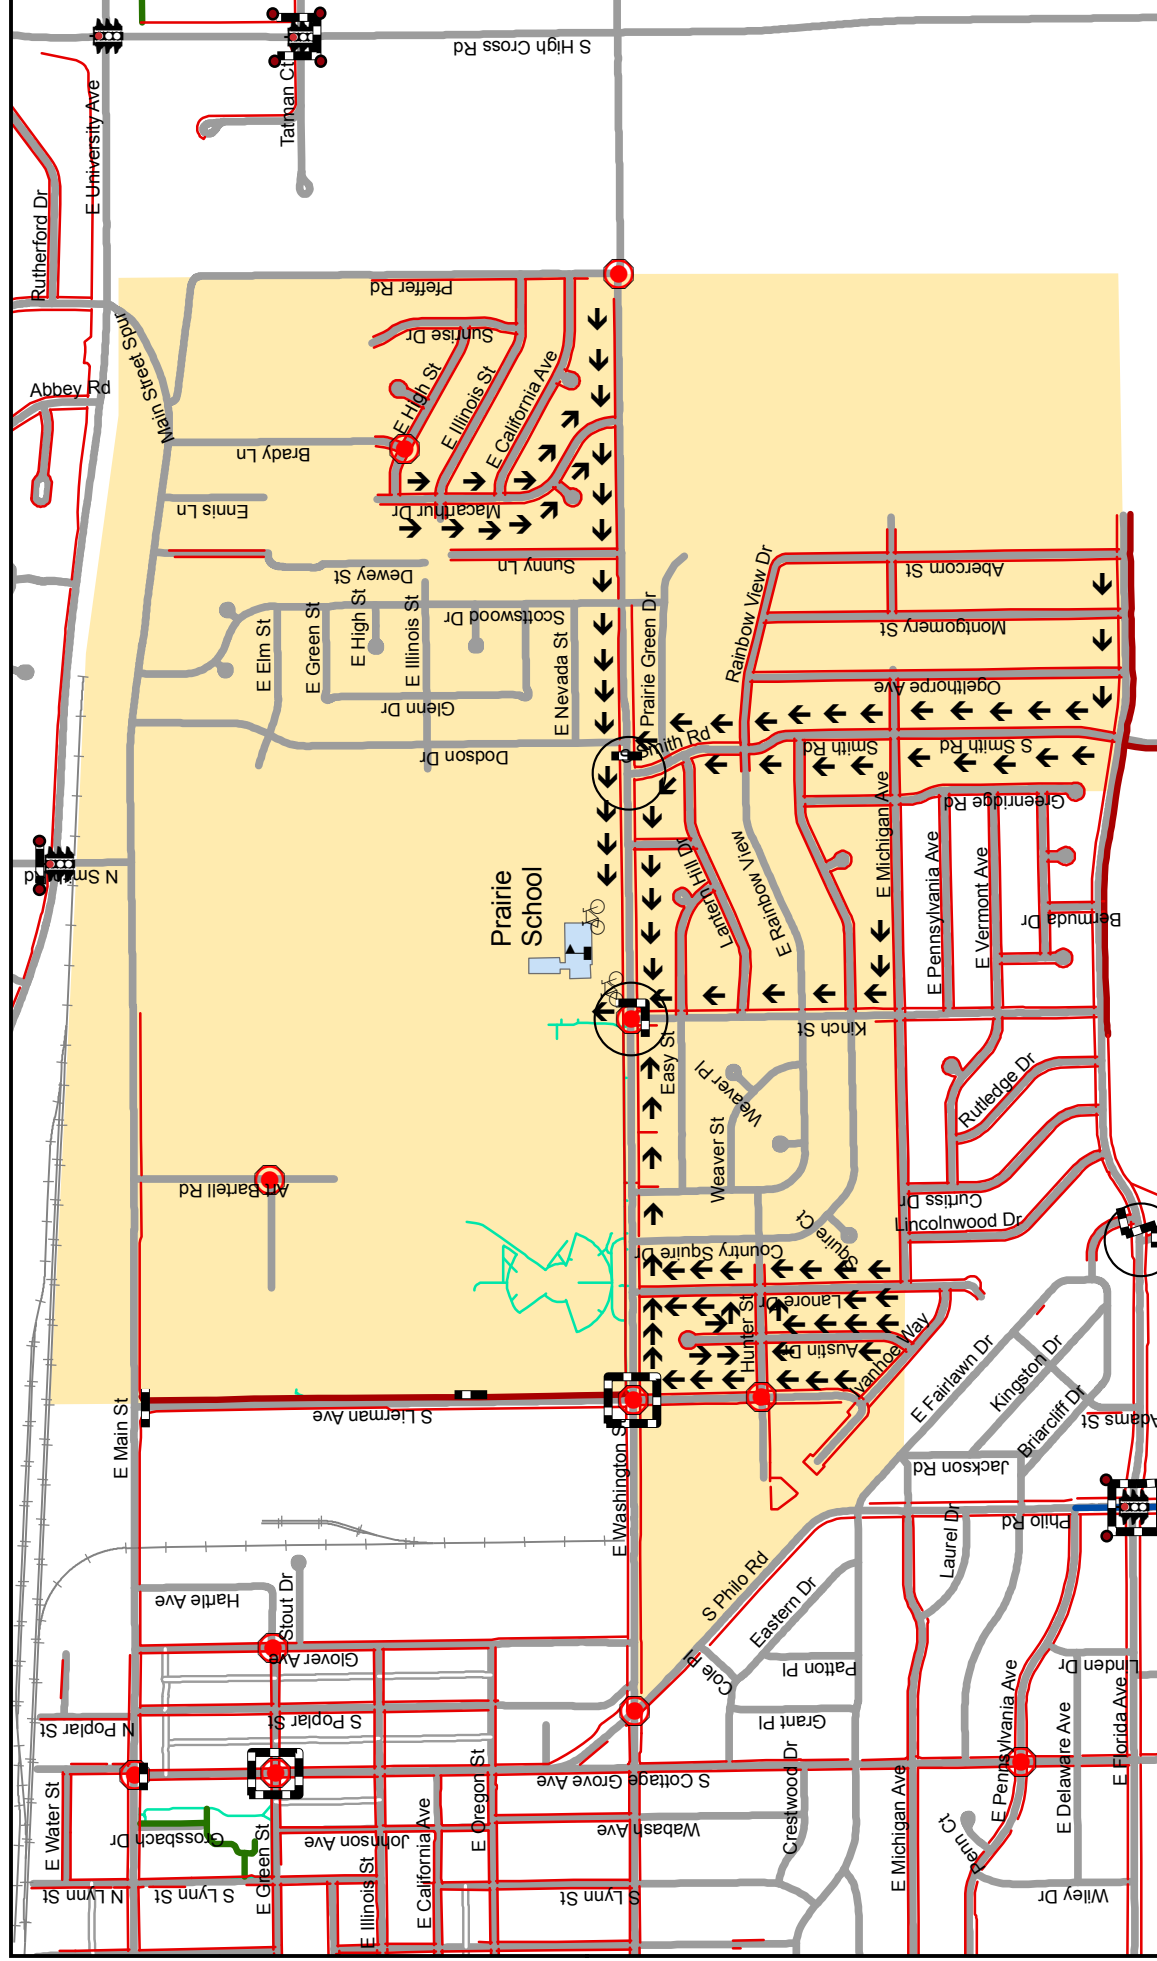 S High Cross Rd
E University Ave
Tatman Ct
Rutherford Dr
Pfeffer Rd
Main Street Spur
Sunrise Dr
Abbey Rd
E High St
E Illinois St
E California Ave
Main St
Brady Ln
Ennis Ln
Macarthur Dr
Sunny Ln
Dewey St
Abercorn St
Rainbow View Dr
Scottswood Dr
E Elm St
E Green St
E High St
E Illinois St
E Nevada St
Prairie Green Dr
Montgomery St
Ogelthorpe Ave
Glenn Dr
Dodson Dr
Smith Rd
Smith Rd
S Smith Rd
Greenridge Rd
N Smith Rd
Prairie
School
Lantern Hill Dr
E Rainbow View
E Michigan Ave
E Pennsylvania Ave
E Vermont Ave
Bermuda Dr
Kinch St
Easy St
Weaver Pl
Weaver St
Rutledge Dr
Art Bartell Rd
Curtiss Dr
Lincolnwood Dr
Squire Ct
Country Squire Dr
Lanore Dr
Hunter St
Austin Dr
Ivanhoe Way
E Fairlawn Dr
Kingston Dr
Briarcliff Dr
Adams St
S Lierman Ave
E Main St
E Washington St
Jackson Rd
Philo Rd
Laurel Dr
S Philo Rd
Eastern Dr
Hartle Ave
Stout Dr
Glover Ave
Cole Pl
Patton Pl
Linden Dr
N Poplar St
S Poplar St
Grant Pl
E Pennsylvania Ave
E Delaware Ave
E Florida Ave
S Cottage Grove Ave
E Water St
Grossbach Dr
E Green St
Johnson Ave
E Illinois St
E California Ave
E Oregon St
Wabash Ave
Crestwood Dr
E Michigan Ave
Penn Ct
N Lynn St
S Lynn St
S Lynn St
Wiley Dr